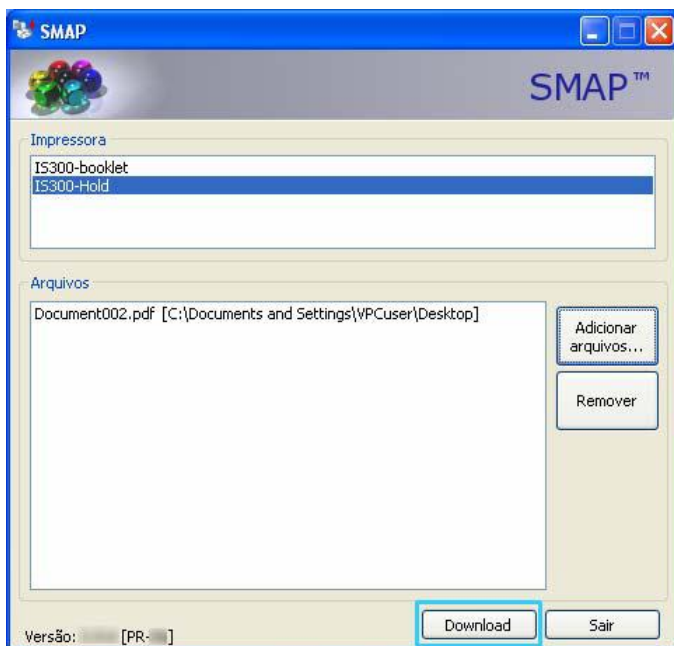 SMAP
SMAP™
Impressora
IS300-booklet
IS300-Hold
Arquivos
Document002.pdf [C:\Documents and Settings\VPCuser\Desktop]
Adicionar
arquivos...
Remover
Download
Sair
Versão: [PR- ]